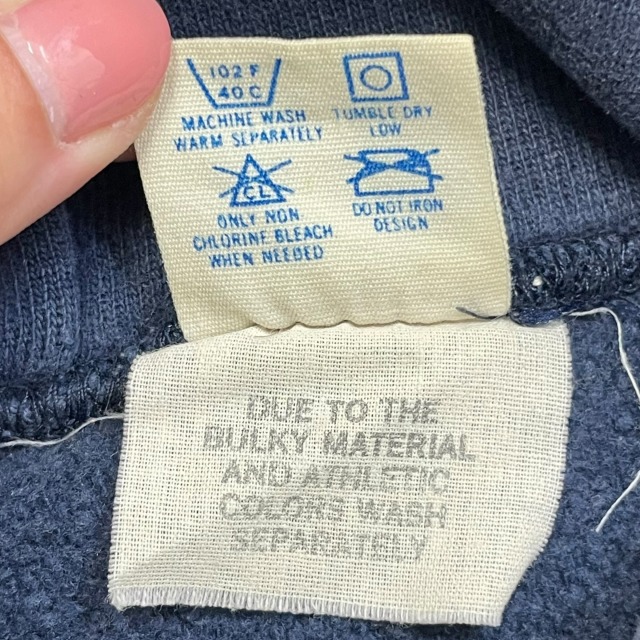 102 F
40 C
MACHINE WASH
WARM SEPARATELY
TUMBLE DRY
LOW
CL
ONLY NON
CHLORINE BLEACH
WHEN NEEDED
DO NOT IRON
DESIGN
DUE TO THE
BULKY MATERIAL
AND ATHLETIC
COLORS WASH
SEPARATELY